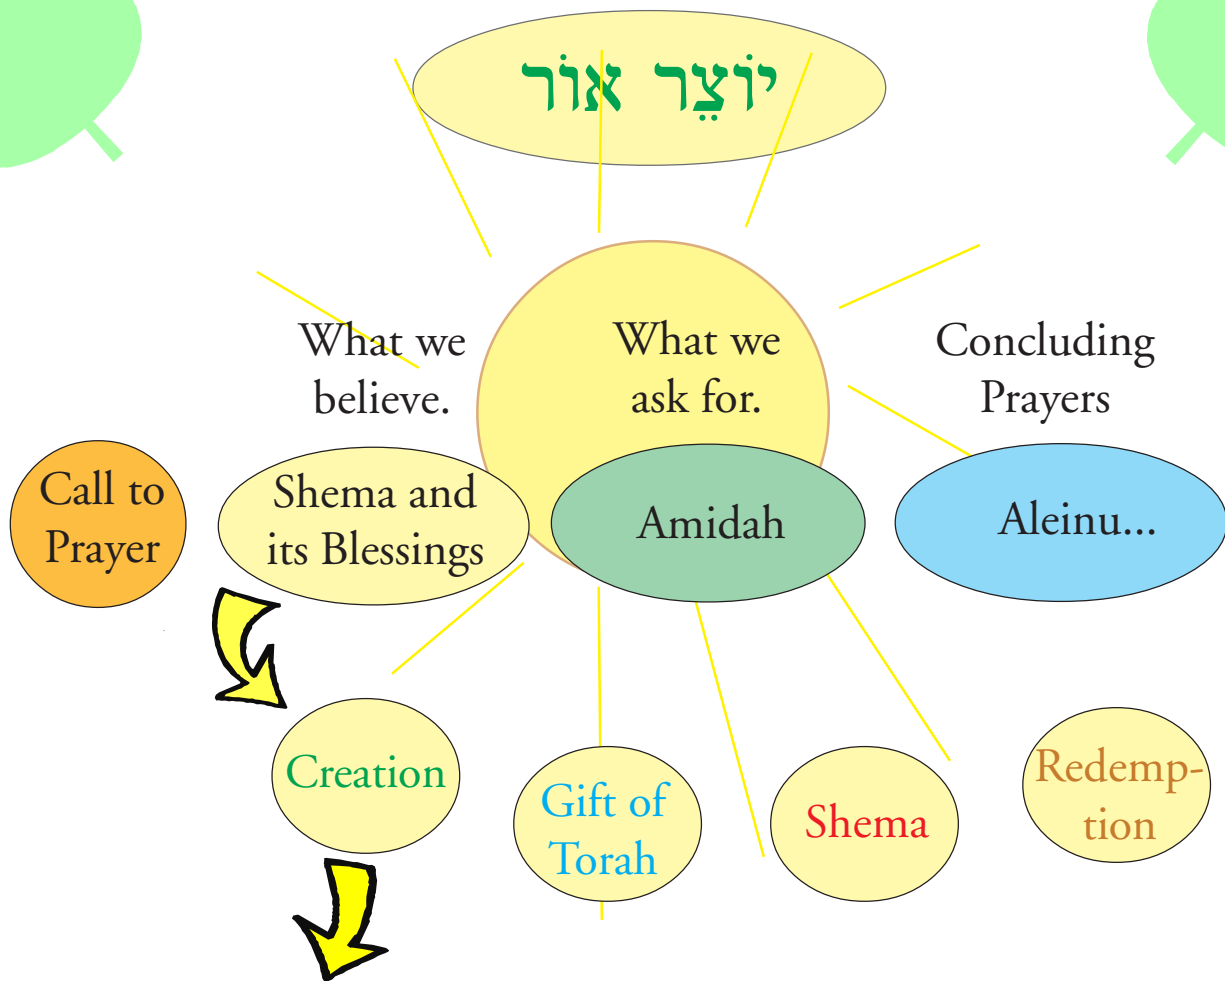 יוֹצֵר אוֹר
What we
believe.
What we
ask for.
Concluding
Prayers
Call to
Prayer
Shema and
its Blessings
Amidah
Aleinu...
Creation
Gift of
Torah
Shema
Redemp-
tion